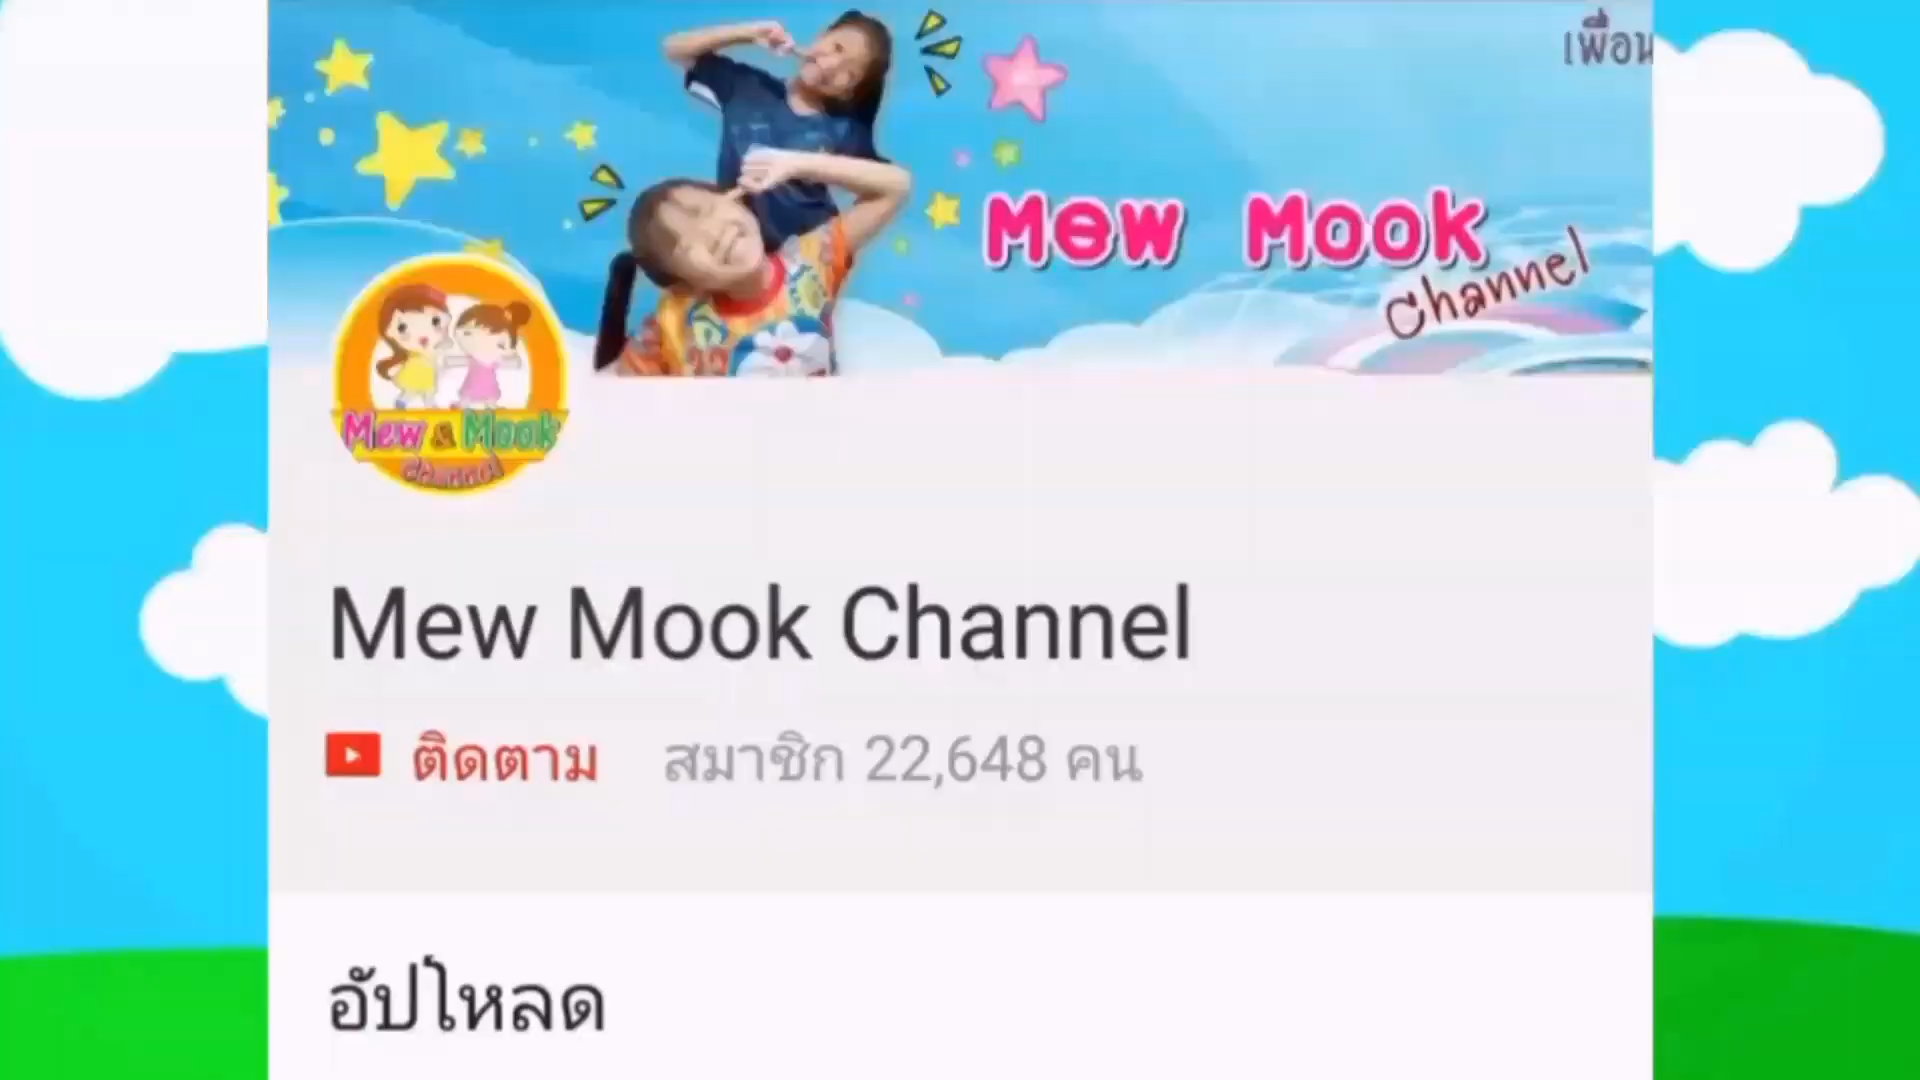 เพื่อน
Mew Mook
Channel
Mew & Mook
channel
Mew Mook Channel
ติดตาม สมาชิก 22,648 คน
อัปโหลด